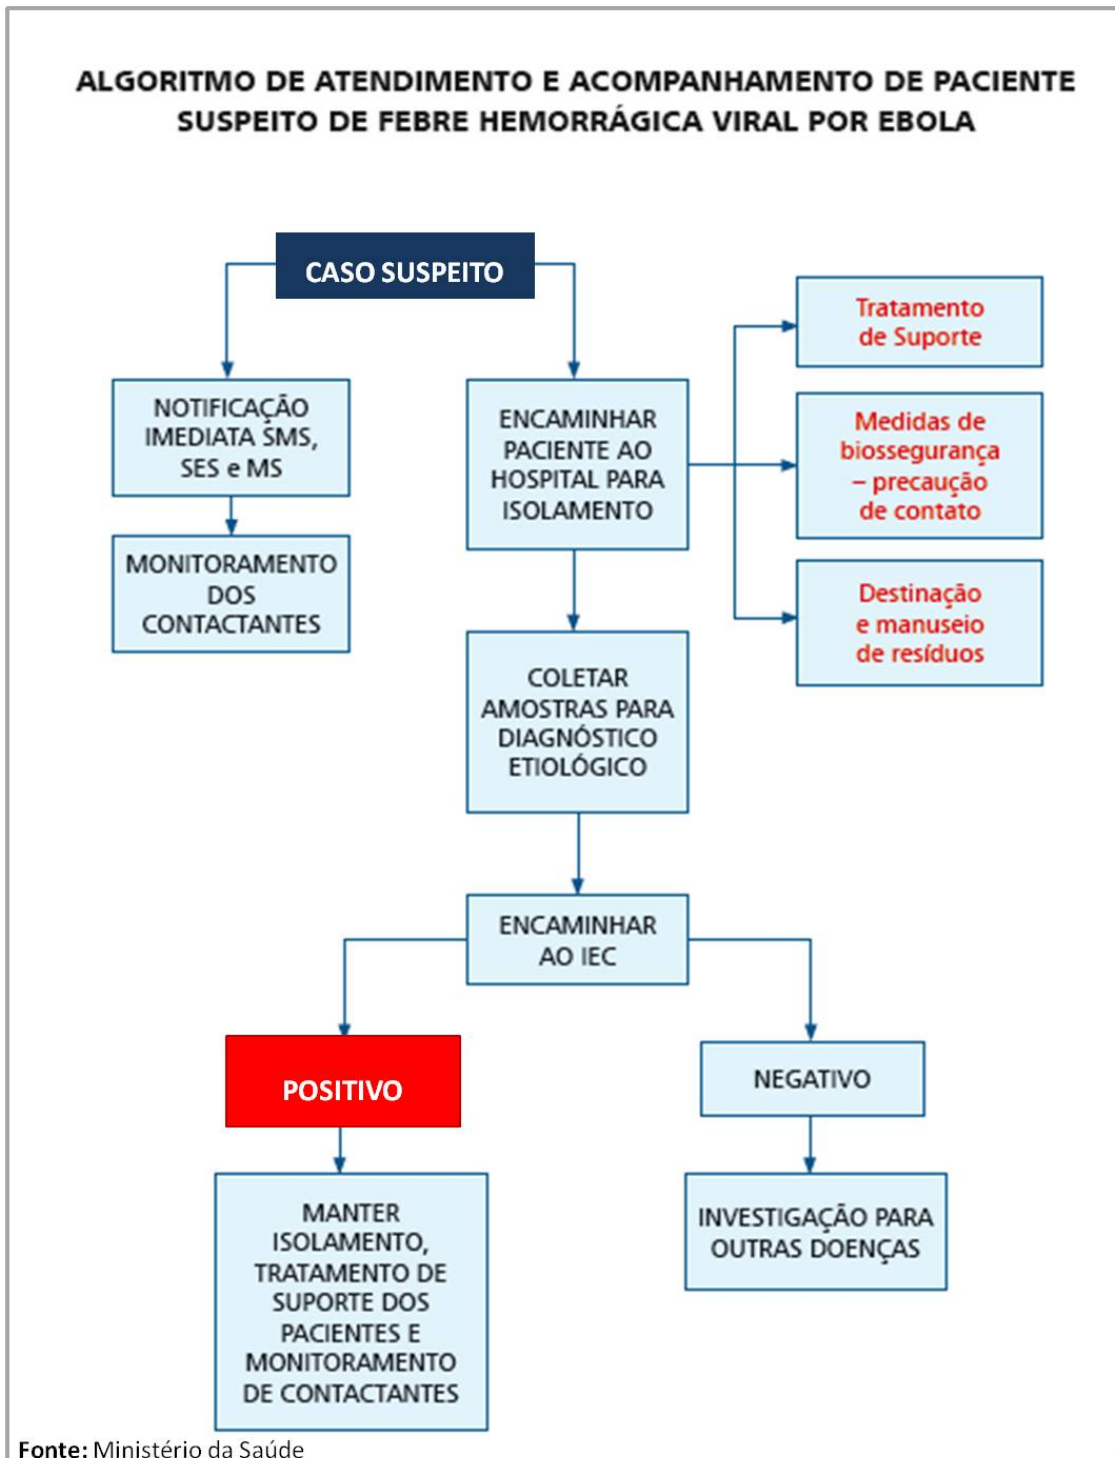 ALGORITMO DE ATENDIMENTO E ACOMPANHAMENTO DE PACIENTE
SUSPEITO DE FEBRE HEMORRÁGICA VIRAL POR EBOLA
CASO SUSPEITO
NOTIFICAÇÃO
IMEDIATA SMS,
SES e MS
MONITORAMENTO
DOS
CONTACTANTES
ENCAMINHAR
PACIENTE AO
HOSPITAL PARA
ISOLAMENTO
Tratamento
de Suporte
Medidas de
biossegurança
– precaução
de contato
Destinação
e manuseio
de resíduos
COLETAR
AMOSTRAS PARA
DIAGNÓSTICO
ETIOLÓGICO
ENCAMINHAR
AO IEC
POSITIVO
MANTER
ISOLAMENTO,
TRATAMENTO DE
SUPORTE DOS
PACIENTES E
MONITORAMENTO
DE CONTACTANTES
NEGATIVO
INVESTIGAÇÃO PARA
OUTRAS DOENÇAS
Fonte: Ministério da Saúde